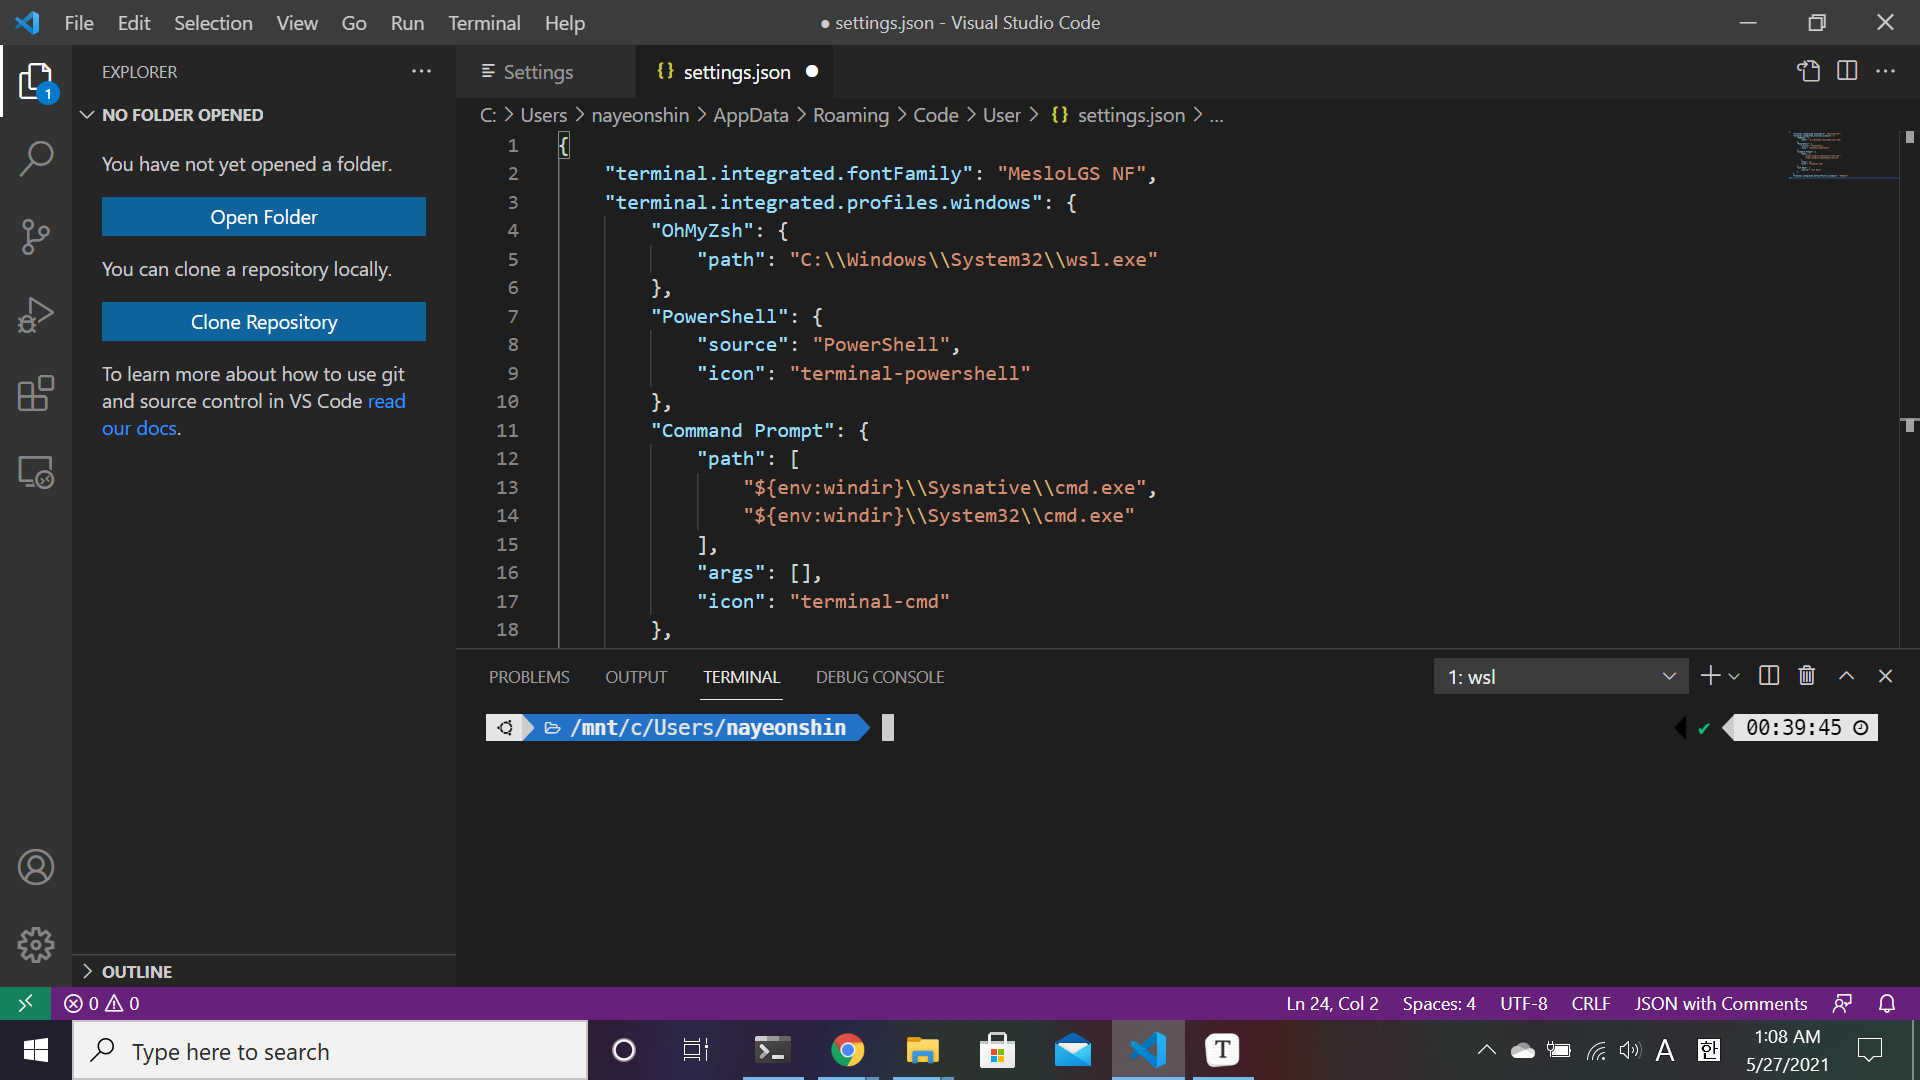 File Edit Selection View Go Run Terminal Help
● settings.json - Visual Studio Code
1
EXPLORER
NO FOLDER OPENED
You have not yet opened a folder.
Open Folder
You can clone a repository locally.
Clone Repository
To learn more about how to use git
and source control in VS Code read
our docs.
OUTLINE
Settings
{} settings.json ●
C: > Users > nayeonshin > AppData > Roaming > Code > User > {} settings.json > ...
1 {
2 "terminal.integrated.fontFamily": "MesloLGS NF",
3 "terminal.integrated.profiles.windows": {
4 "OhMyZsh": {
5 "path": "C:\\Windows\\System32\\wsl.exe"
6 },
7 "PowerShell": {
8 "source": "PowerShell",
9 "icon": "terminal-powershell"
10 },
11 "Command Prompt": {
12 "path": [
13 "${env:windir}\\Sysnative\\cmd.exe",
14 "${env:windir}\\System32\\cmd.exe"
15 ],
16 "args": [],
17 "icon": "terminal-cmd"
18 },
PROBLEMS OUTPUT TERMINAL DEBUG CONSOLE
1: wsl
/mnt/c/Users/nayeonshin
✔ 00:39:45
0 0
Ln 24, Col 2 Spaces: 4 UTF-8 CRLF JSON with Comments
Type here to search
T
A 한
1:08 AM
5/27/2021